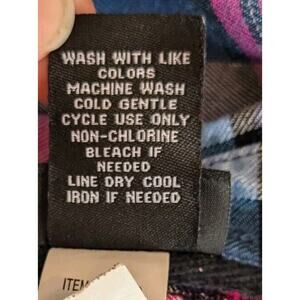 WASH WITH LIKE
COLORS
MACHINE WASH
COLD GENTLE
CYCLE USE ONLY
NON-CHLORINE
BLEACH IF
NEEDED
LINE DRY COOL
IRON IF NEEDED
ITEM